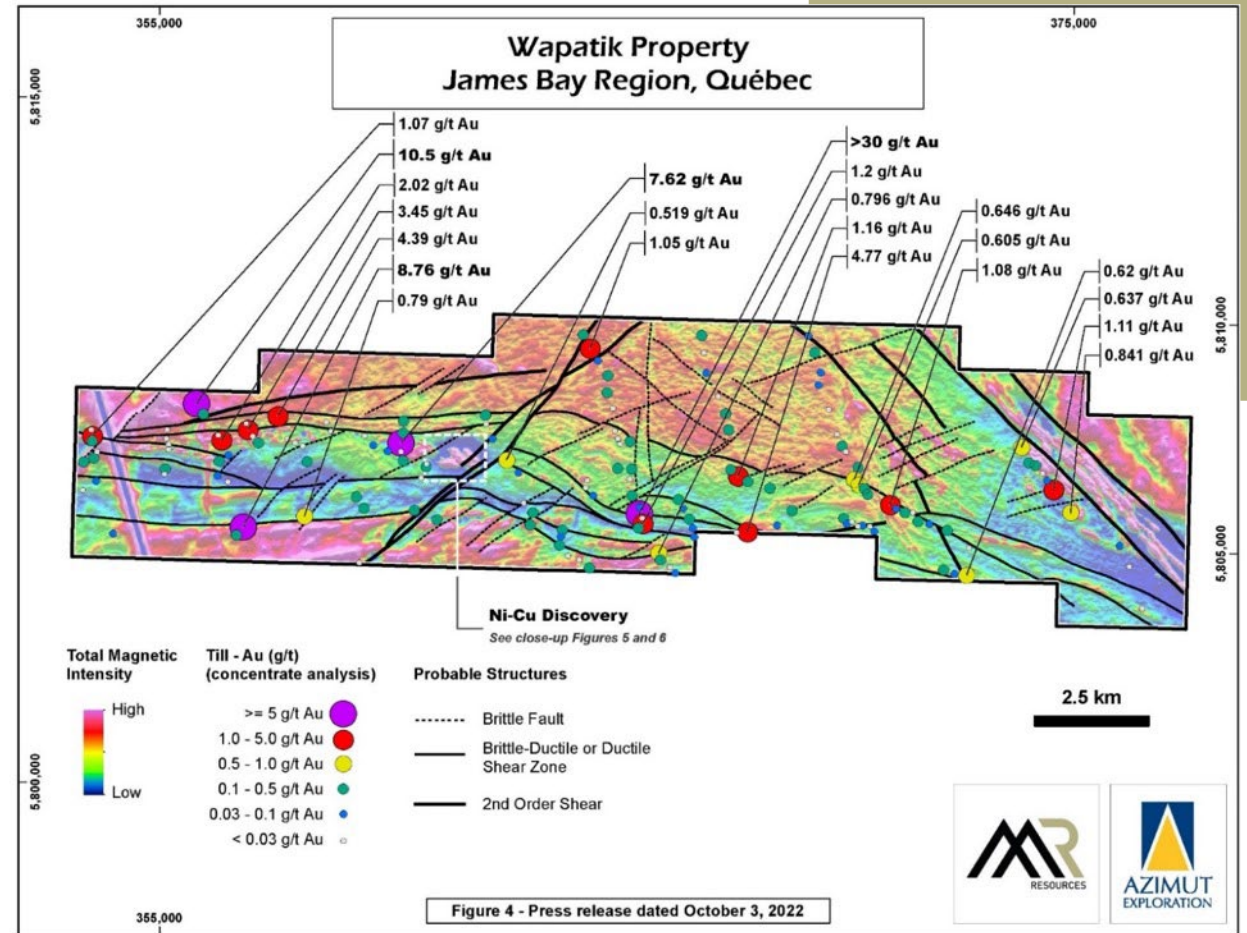 355,000
375,000
Wapatik Property
James Bay Region, Québec
5,815,000
1.07 g/t Au
10.5 g/t Au
2.02 g/t Au
3.45 g/t Au
4.39 g/t Au
8.76 g/t Au
0.79 g/t Au
7.62 g/t Au
0.519 g/t Au
1.05 g/t Au
>30 g/t Au
1.2 g/t Au
0.796 g/t Au
1.16 g/t Au
4.77 g/t Au
0.646 g/t Au
0.605 g/t Au
1.08 g/t Au
0.62 g/t Au
0.637 g/t Au
1.11 g/t Au
0.841 g/t Au
5,810,000
5,805,000
Ni-Cu Discovery
See close-up Figures 5 and 6
Total Magnetic
Intensity
High
Low
Till - Au (g/t)
(concentrate analysis)
>= 5 g/t Au
1.0 - 5.0 g/t Au
0.5 - 1.0 g/t Au
0.1 - 0.5 g/t Au
0.03 - 0.1 g/t Au
< 0.03 g/t Au
Probable Structures
Brittle Fault
Brittle-Ductile or Ductile
Shear Zone
2nd Order Shear
2.5 km
5,800,000
RESOURCES
AZIMUT
EXPLORATION
355,000
Figure 4 - Press release dated October 3, 2022